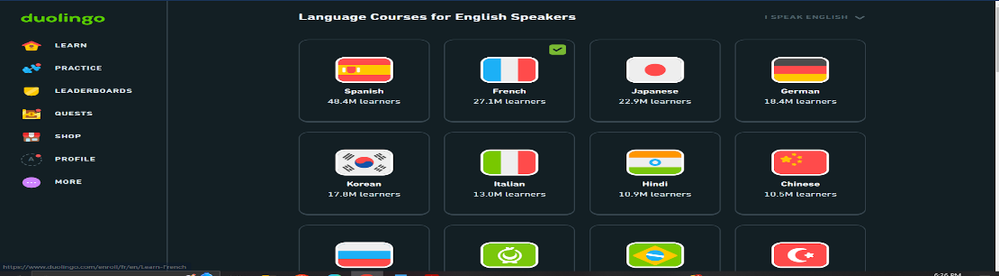 duolingo
LEARN
PRACTICE
LEADERBOARDS
QUESTS
SHOP
A
PROFILE
MORE
Language Courses for English Speakers
I SPEAK ENGLISH
Spanish
48.4M learners
French
27.1M learners
Japanese
22.9M learners
German
18.4M learners
Korean
17.8M learners
Italian
13.0M learners
Hindi
10.9M learners
Chinese
10.5M learners
https://www.duolingo.com/enroll/fr/en/Learn-French
6:26 PM